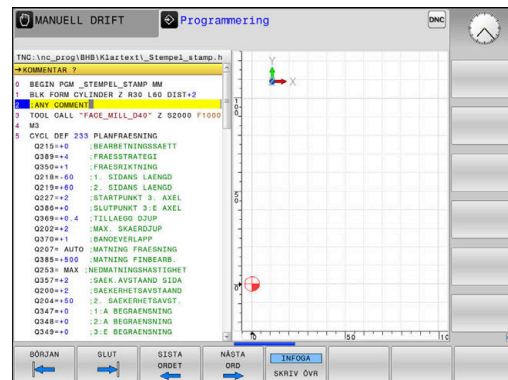 MANUELL DRIFT
Programmering
DNC
TNC:\nc_prog\BHB\Klartext\_Stempel_stamp.h
→KOMMENTAR ?
0 BEGIN PGM _STEMPEL_STAMP MM
1 BLK FORM CYLINDER Z R30 L60 DIST+2
2 ;ANY COMMENT
3 TOOL CALL "FACE_MILL_D40" Z S2000 F1000
4 M3
5 CYCL DEF 233 PLANFRAESNING
Q215=+0 ;BEARBETNINGSSAETT
Q389=+4 ;FRAESSTRATEGI
Q350=+1 ;FRAESRIKTNING
Q218=-60 ;1. SIDANS LAENGD
Q219=+60 ;2. SIDANS LAENGD
Q227=+2 ;STARTPUNKT 3. AXEL
Q386=+0 ;SLUTPUNKT 3:E AXEL
Q369=+0.4 ;TILLAEGG DJUP
Q202=+2 ;MAX. SKAERDJUP
Q370=+1 ;BANOEVERLAPP
Q207= AUTO ;MATNING FRAESNING
Q385=+500 ;MATNING FINBEARB.
Q253= MAX ;NEDMATNINGSHASTIGHET
Q357=+2 ;SAEK.AVSTAAND SIDA
Q200=+2 ;SAEKERHETSAVSTAAND
Q204=+50 ;2. SAEKERHETSAVST.
Q347=+0 ;1:A BEGRAENSNING
Q348=+0 ;2:A BEGRAENSNING
Q349=+0 ;3:E BEGRAENSNING
Y
X
100
50
0
0 50 10
BÖRJAN
SLUT
SISTA ORDET
NÄSTA ORD
INFOGA
SKRIV ÖVR